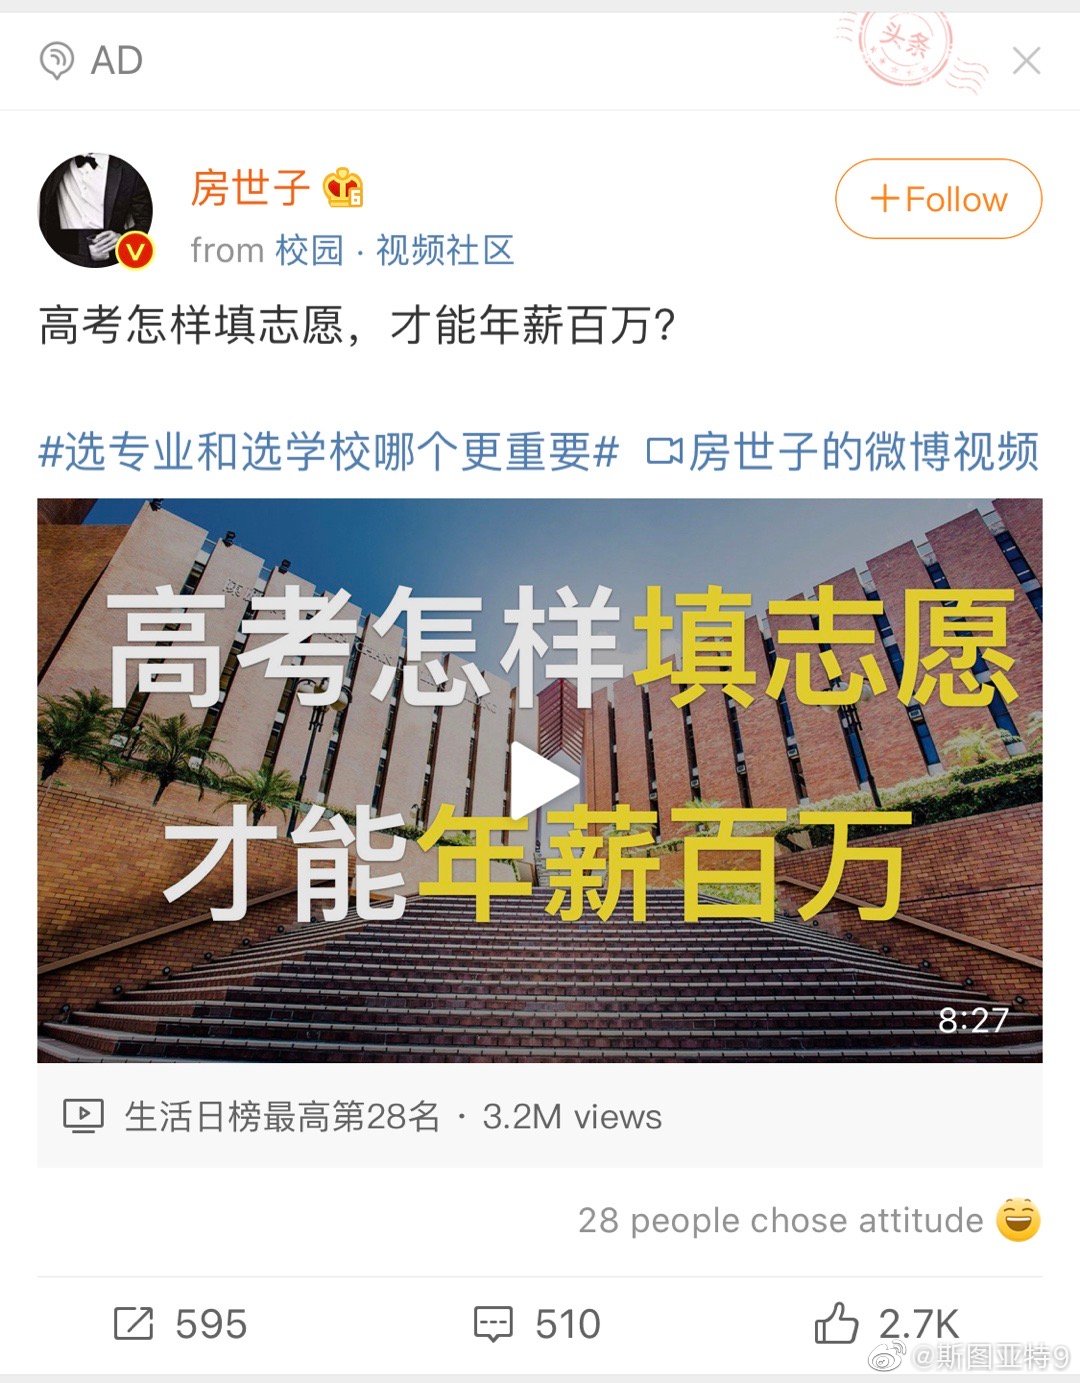 AD
头条
房世子
6
from 校园 · 视频社区
+Follow
高考怎样填志愿，才能年薪百万？
#选专业和选学校哪个更重要# 房世子的微博视频
高考怎样填志愿
才能年薪百万
8:27
生活日榜最高第28名 · 3.2M views
28 people chose attitude
595
510
2.7K
@斯图亚特9